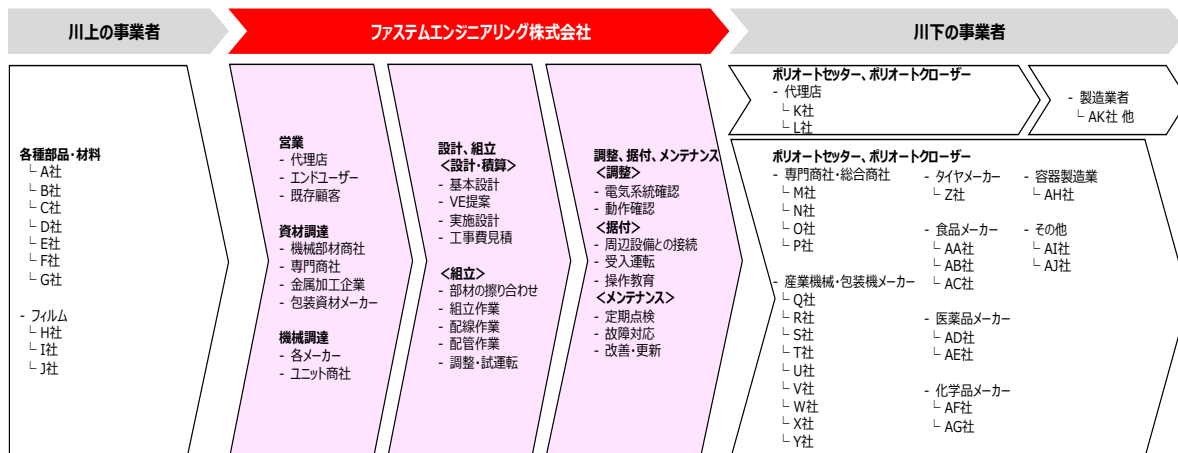 川上の事業者
ファステムエンジニアリング株式会社
川下の事業者
各種部品・材料
└ A社
└ B社
└ C社
└ D社
└ E社
└ F社
└ G社
- フィルム
└ H社
└ I社
└ J社
営業
- 代理店
- エンドユーザー
- 既存顧客
資材調達
- 機械部材商社
- 専門商社
- 金属加工企業
- 包装資材メーカー
機械調達
- 各メーカー
- ユニット商社
設計、組立
<設計・積算>
- 基本設計
- VE提案
- 実施設計
- 工事費見積
<組立>
- 部材の擦り合わせ
- 組立作業
- 配線作業
- 配管作業
- 調整・試運転
調整、据付、メンテナンス
<調整>
- 電気系統確認
- 動作確認
<据付>
- 周辺設備との接続
- 受入運転
- 操作教育
<メンテナンス>
- 定期点検
- 故障対応
- 改善・更新
ポリオートセッター、ポリオートクローザー
- 代理店
└ K社
└ L社
- 製造業者
└ AK社 他
ポリオートセッター、ポリオートクローザー
- 専門商社・総合商社
└ M社
└ N社
└ O社
└ P社
- 産業機械・包装機メーカー
└ Q社
└ R社
└ S社
└ T社
└ U社
└ V社
└ W社
└ X社
└ Y社
- タイヤメーカー
└ Z社
- 食品メーカー
└ AA社
└ AB社
└ AC社
- 医薬品メーカー
└ AD社
└ AE社
- 化学品メーカー
└ AF社
└ AG社
- 容器製造業
└ AH社
- その他
└ AI社
└ AJ社